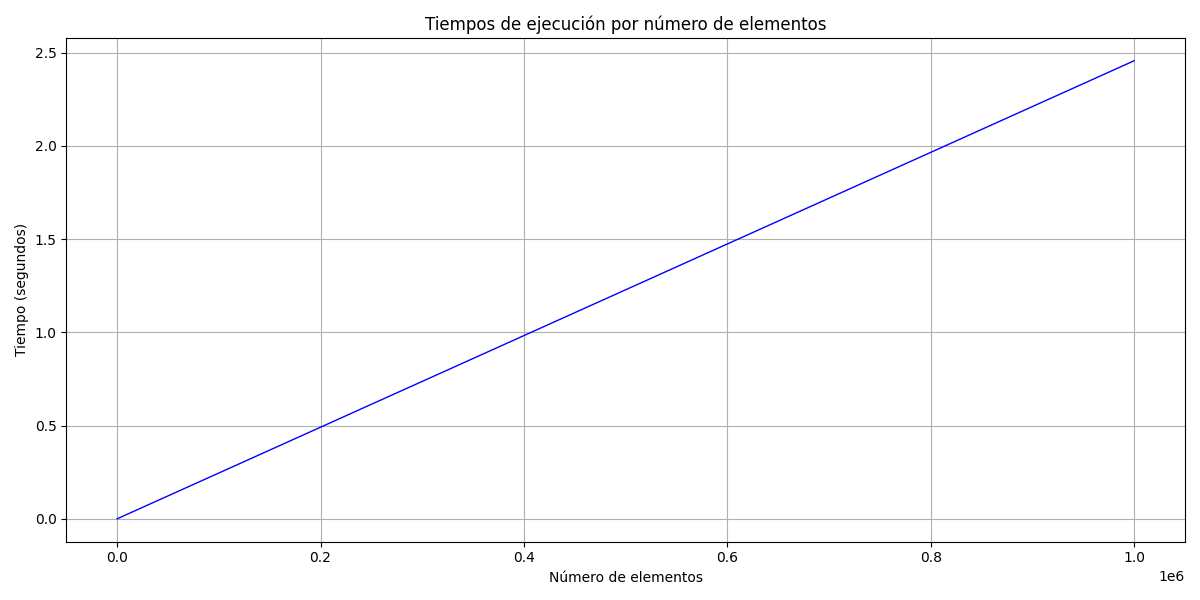 Tiempos de ejecución por número de elementos
2.5
2.0
1.5
1.0
0.5
0.0
Tiempo (segundos)
0.0 0.2 0.4 0.6 0.8 1.0
1e6
Número de elementos